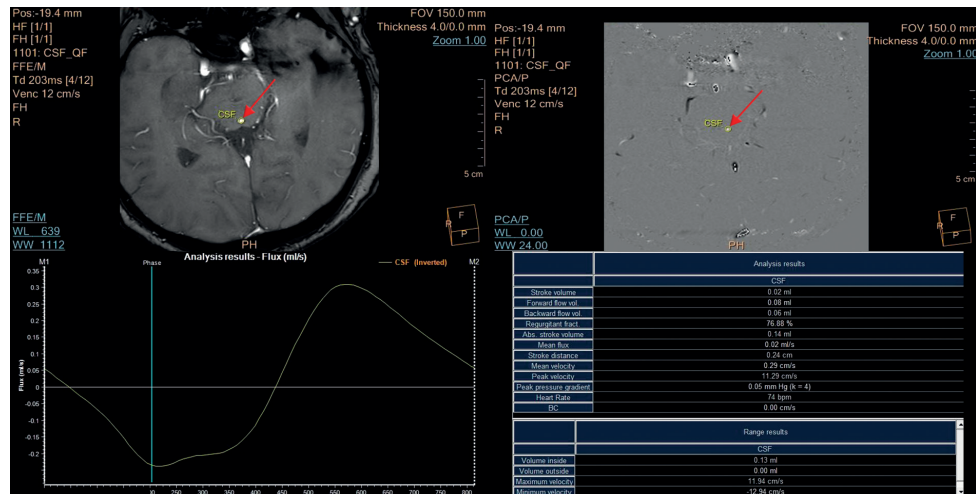 Pos:-19.4 mm
HF [1/1]
FH [1/1]
1101: CSF_QF
FFE/M
Td 203ms [4/12]
Venc 12 cm/s
FH
R
FOV 150.0 mm
Thickness 4.0/0.0 mm
Zoom 1.00
CSF
5 cm
FFE/M
WL 639
WW 1112
PH
F
R
P
Pos:-19.4 mm
HF [1/1]
FH [1/1]
1101: CSF_QF
PCA/P
Td 203ms [4/12]
Venc 12 cm/s
FH
R
FOV 150.0 mm
Thickness 4.0/0.0 mm
Zoom 1.00
CSF
5 cm
PCA/P
WL 0.00
WW 24.00
PH
F
R
P
Analysis results - Flux (ml/s)
M1
Phase
CSF (Inverted)
M2
Flux (ml/s)
0.35
0.3
0.25
0.2
0.15
0.1
0.05
0
-0.05
-0.1
-0.15
-0.2
250
300
350
400
450
500
550
600
650
700
750
800
Analysis results
CSF
Stroke volume 0.02 ml
Forward flow vol. 0.08 ml
Backward flow vol. 0.06 ml
Regurgitant fract. 76.88 %
Abs. stroke volume 0.14 ml
Mean flux 0.02 ml/s
Stroke distance 0.24 cm
Mean velocity 0.29 cm/s
Peak velocity 11.29 cm/s
Peak pressure gradient 0.05 mm Hg (k = 4)
Heart Rate 74 bpm
BC 0.00 cm/s
Range results
CSF
Volume inside 0.13 ml
Volume outside 0.00 ml
Maximum velocity 11.94 cm/s
Minimum velocity -12.94 cm/s